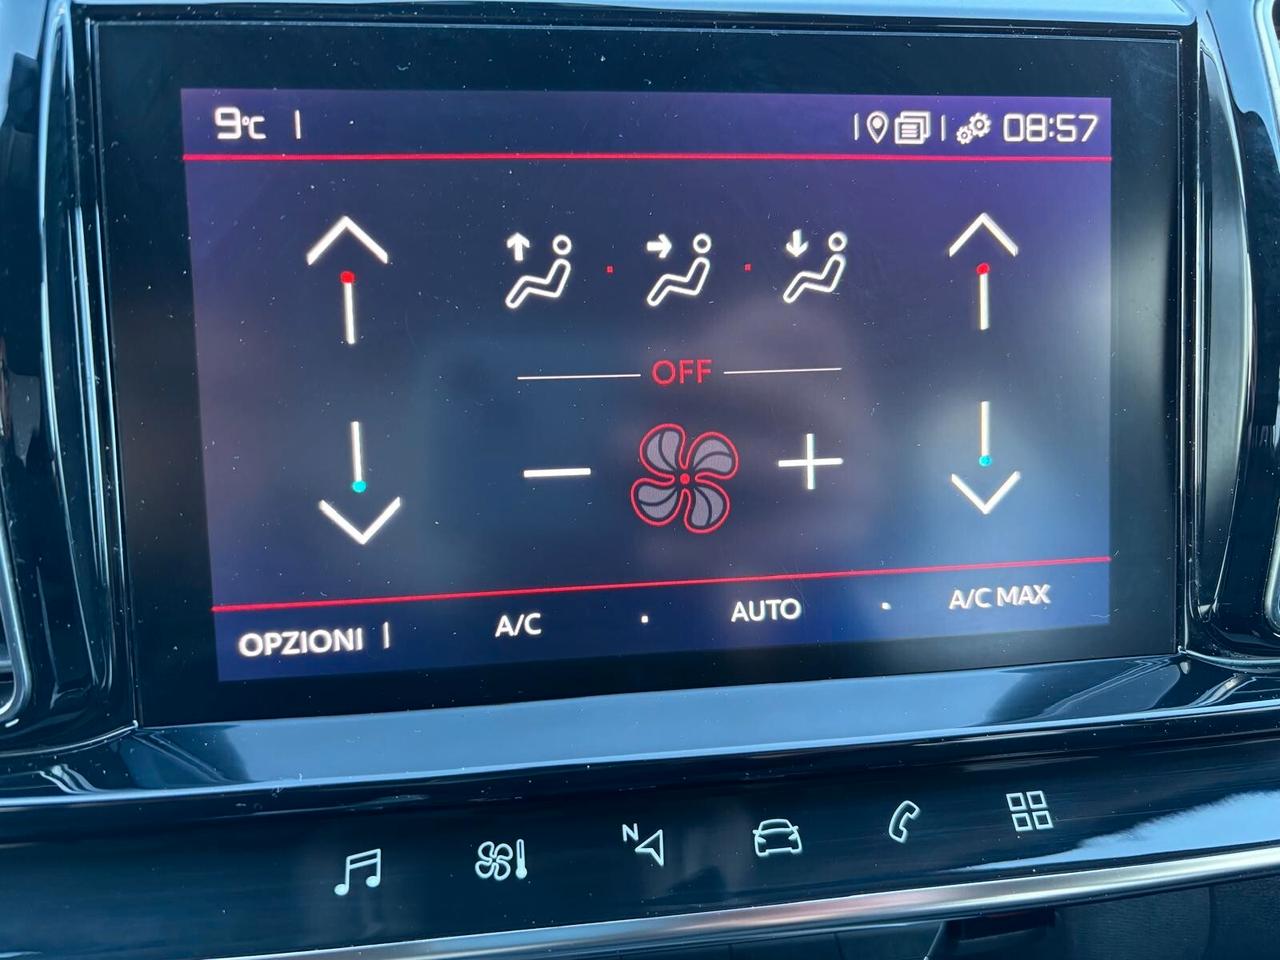 9°C 08:57
OFF
OPZIONI A/C AUTO A/C MAX
N